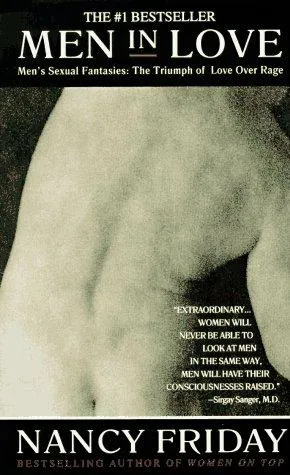 THE #1 BESTSELLER
MEN IN LOVE
Men's Sexual Fantasies: The Triumph of Love Over Rage
"EXTRAORDINARY...
WOMEN WILL
NEVER BE ABLE TO
LOOK AT MEN
IN THE SAME WAY,
MEN WILL HAVE THEIR
CONSCIOUSNESSES RAISED."
—Sirgay Sanger, M.D.
NANCY FRIDAY
BESTSELLING AUTHOR OF WOMEN ON TOP